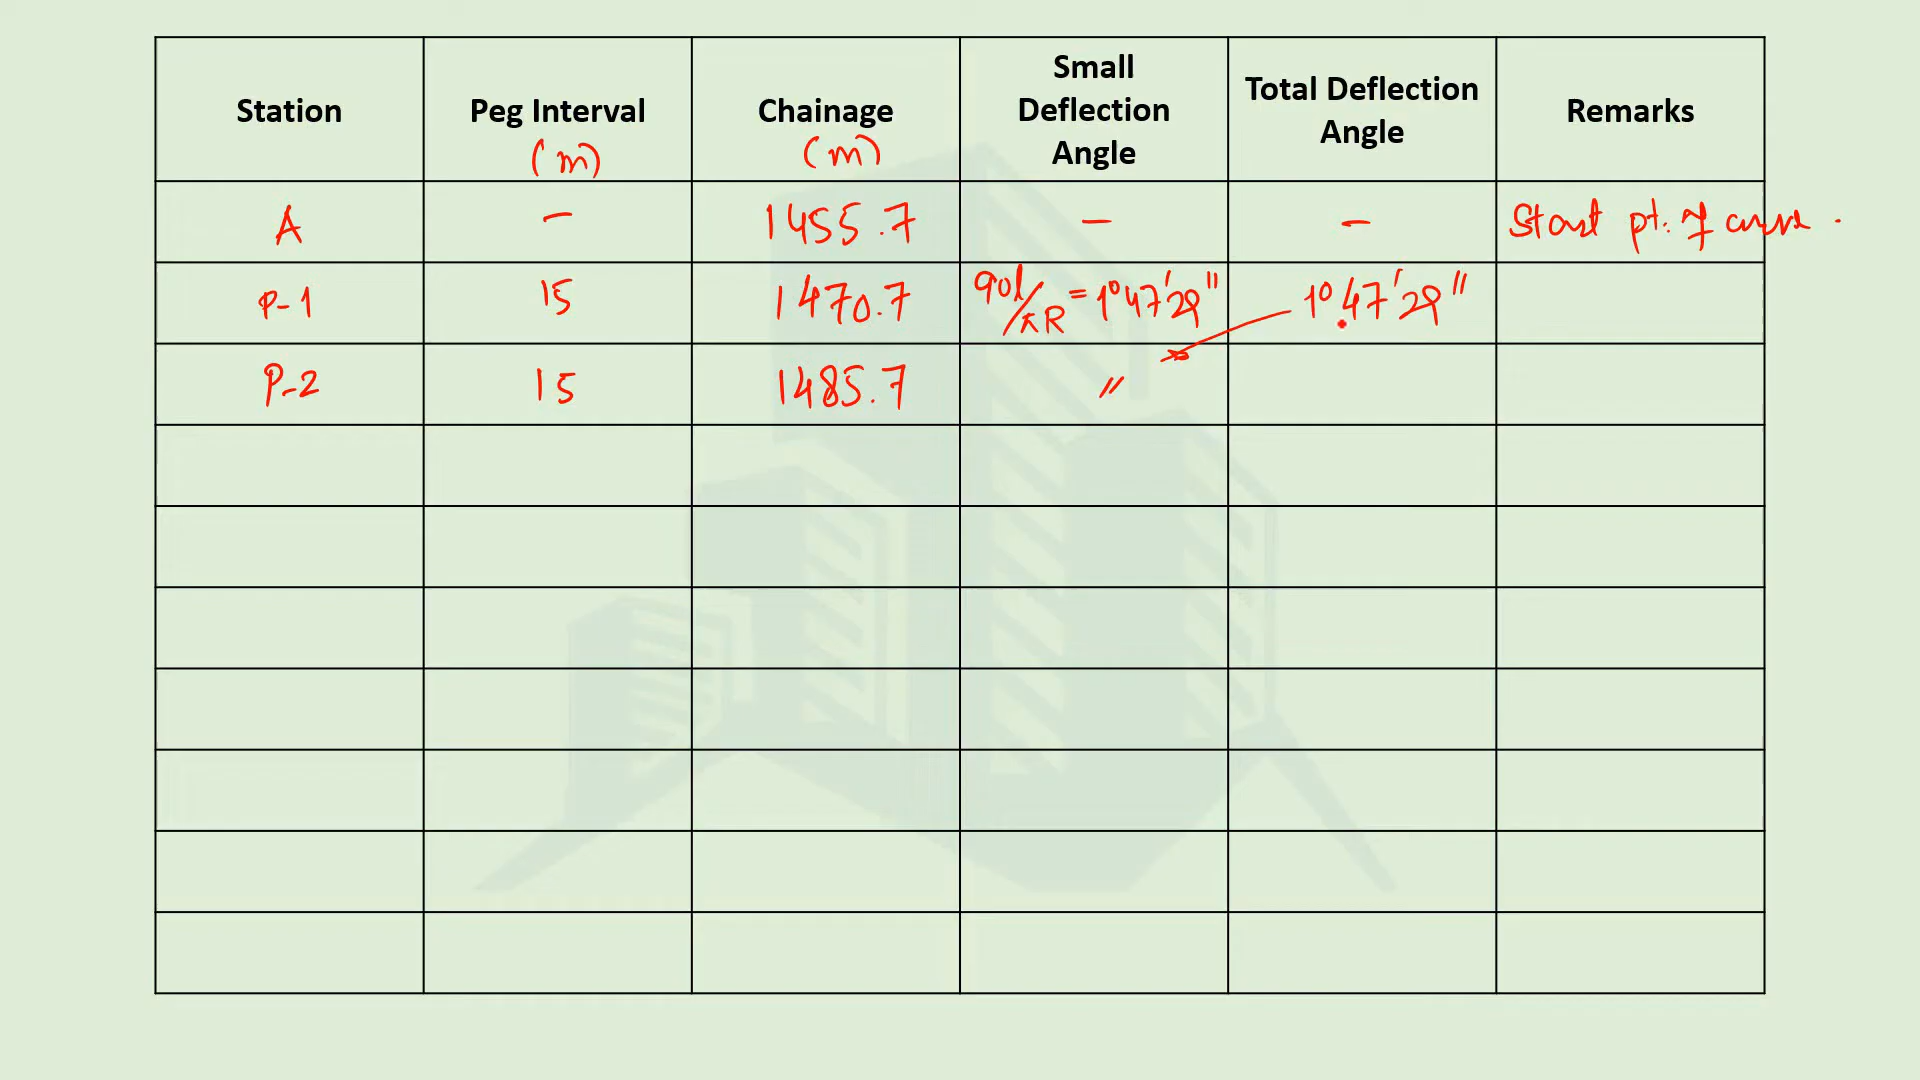 Station Peg Interval (m) Chainage (m) Small Deflection Angle Total Deflection Angle Remarks
A - 1455.7 - - Start pt. of curve.
P-1 15 1470.7 90l/πR = 1°47'29" 1°47'29"
P-2 15 1485.7 "